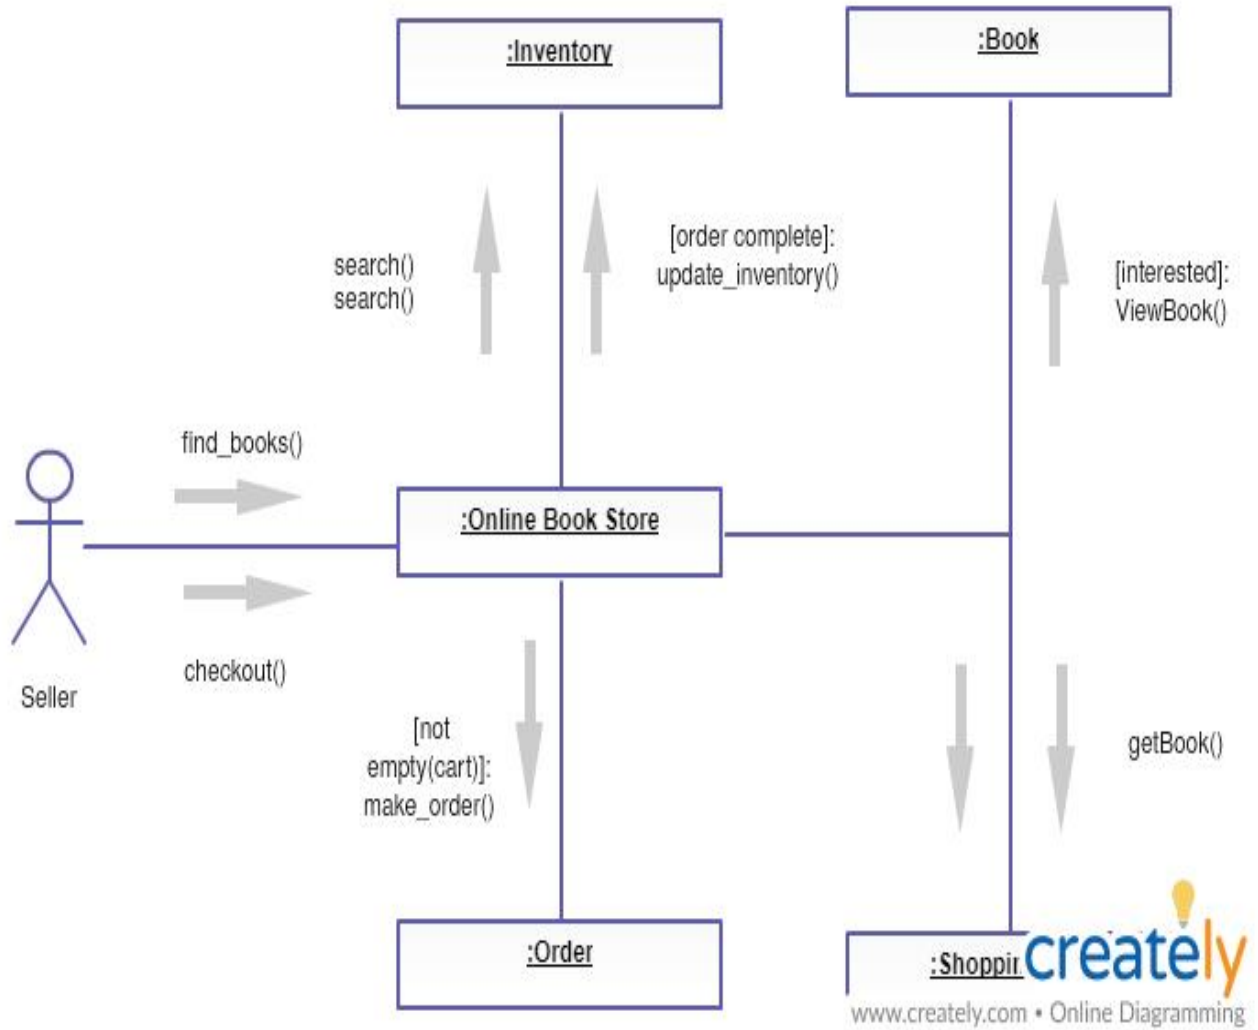 :Inventory
:Book
[order complete]:
update_inventory()
search()
search()
[interested]:
ViewBook()
find_books()
:Online Book Store
checkout()
Seller
[not
empty(cart)]:
make_order()
getBook()
:Order
creately
www.creately.com • Online Diagramming